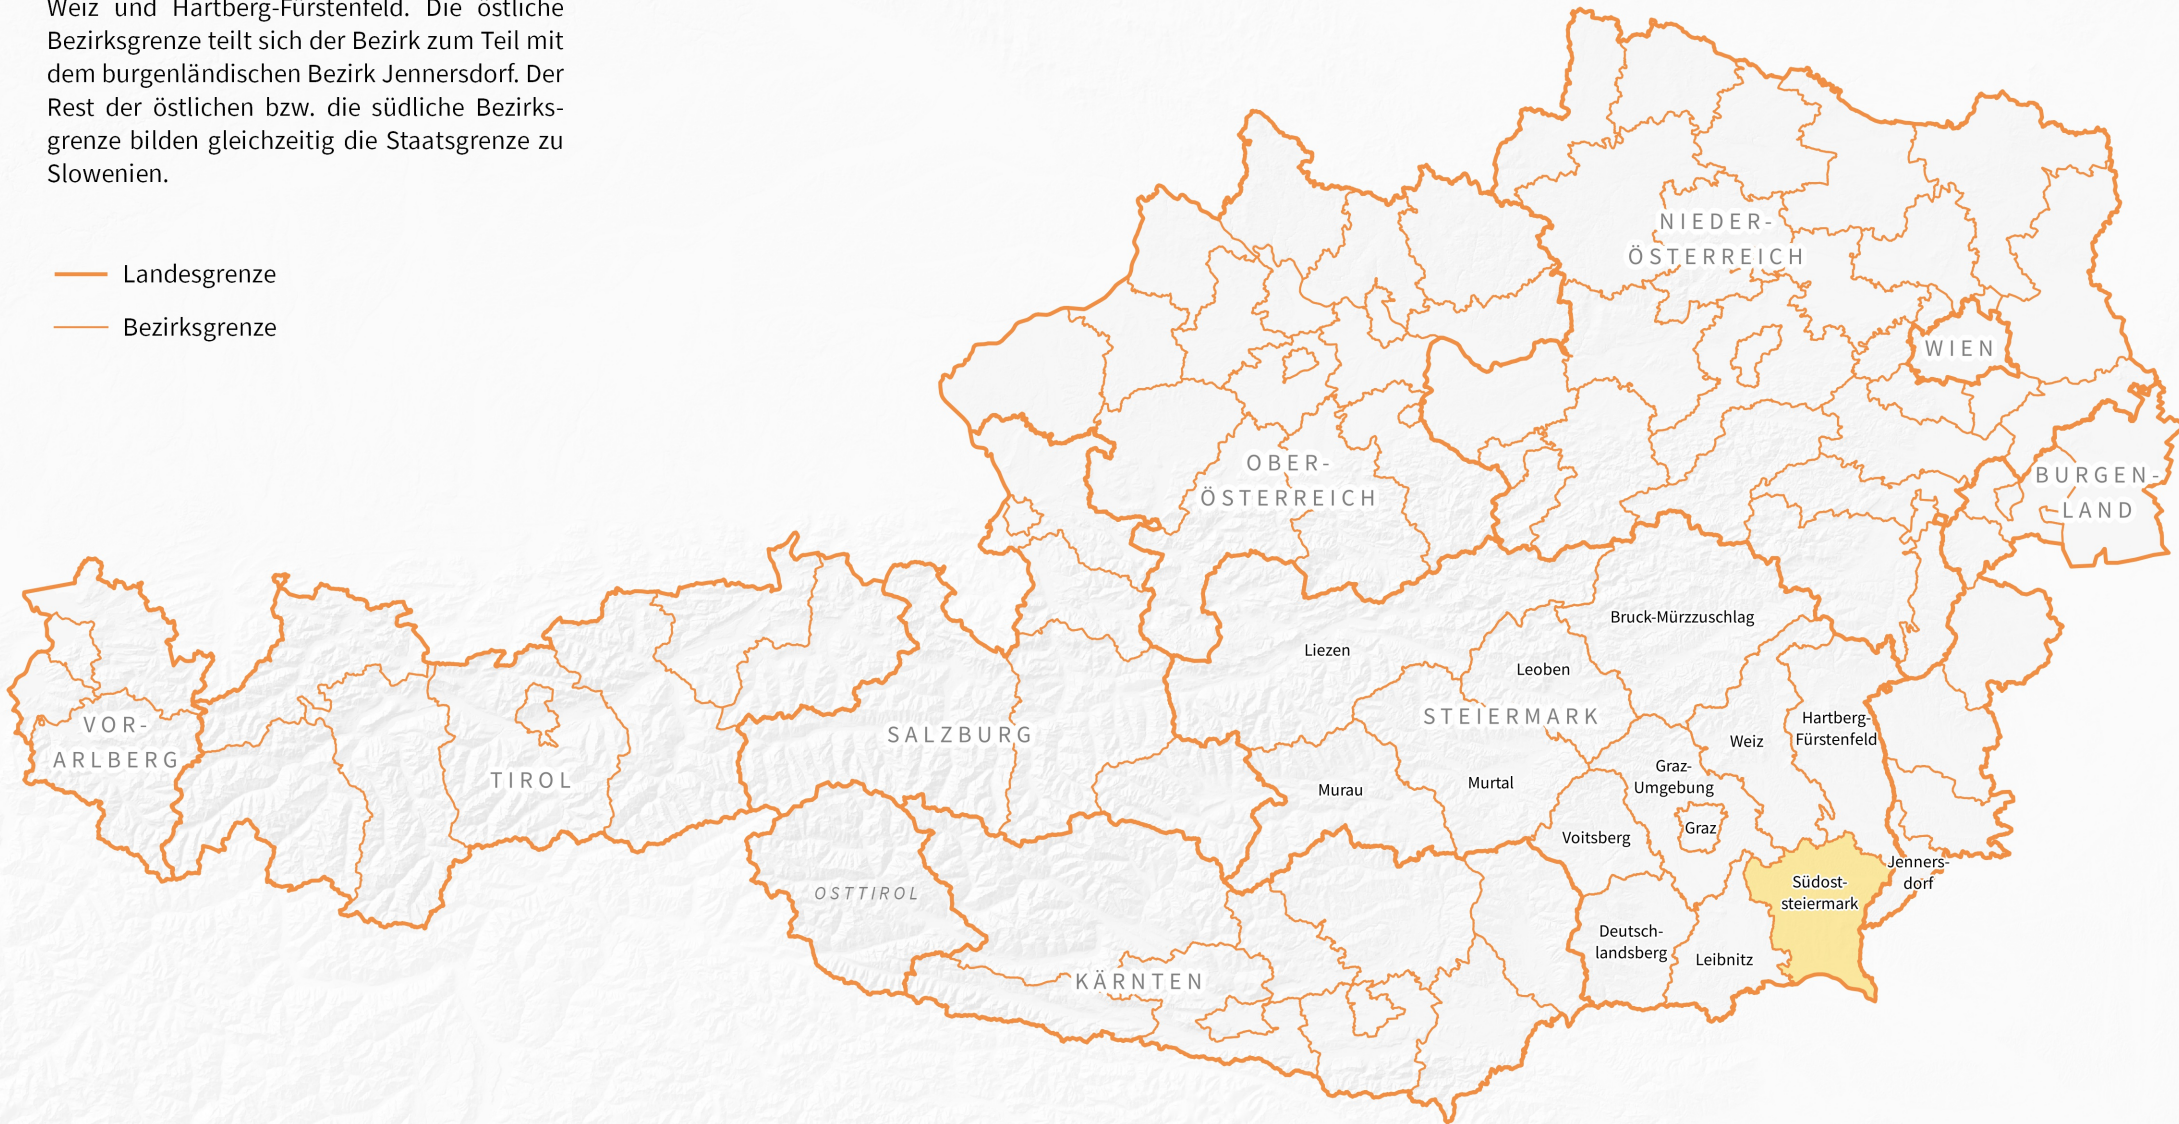 Weiz und Hartberg-Fürstenfeld. Die östliche
Bezirksgrenze teilt sich der Bezirk zum Teil mit
dem burgenländischen Bezirk Jennersdorf. Der
Rest der östlichen bzw. die südliche Bezirks-
grenze bilden gleichzeitig die Staatsgrenze zu
Slowenien.
Landesgrenze
Bezirksgrenze
NIEDER-
ÖSTERREICH
WIEN
OBER-
ÖSTERREICH
BURGEN-
LAND
Bruck-Mürzzuschlag
Liezen
Leoben
STEIERMARK
Hartberg-
Fürstenfeld
Weiz
VOR-
ARLBERG
SALZBURG
TIROL
Graz-
Umgebung
Murau
Murtal
Graz
Voitsberg
Jenners-
dorf
Südost-
steiermark
OSTTIROL
Deutsch-
landsberg
Leibnitz
KÄRNTEN